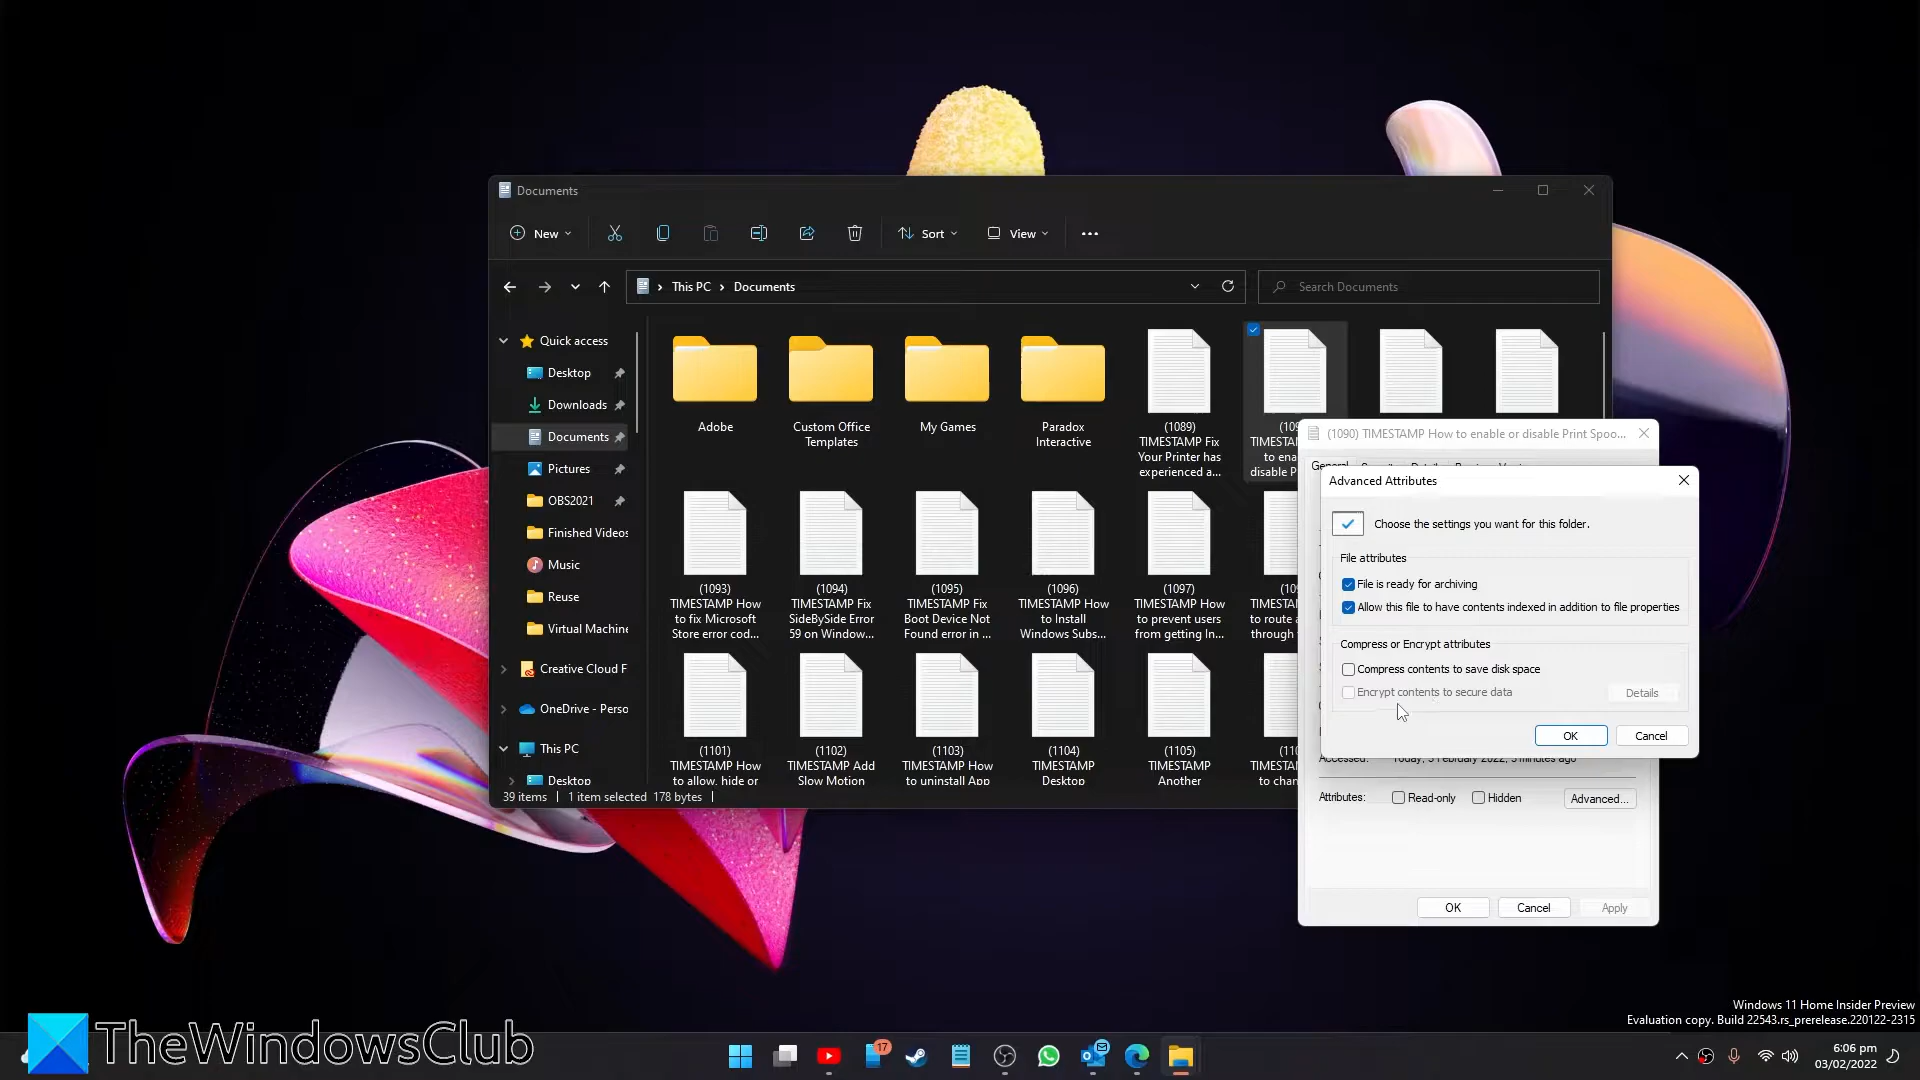 Documents
New
Sort
View
This PC
Documents
Search Documents
Quick access
Desktop
Downloads
Documents
Pictures
OBS2021
Finished Videos
Music
Reuse
Virtual Machine
Creative Cloud F
OneDrive - Perso
This PC
Desktop
Adobe
Custom Office
Templates
My Games
Paradox
Interactive
(1089)
TIMESTAMP Fix
Your Printer has
experienced a...
(1093)
TIMESTAMP How
to fix Microsoft
Store error cod...
(1094)
TIMESTAMP Fix
SideBySide Error
59 on Window...
(1095)
TIMESTAMP Fix
Boot Device Not
Found error in ...
(1096)
TIMESTAMP How
to Install
Windows Subs...
(1097)
TIMESTAMP How
to prevent users
from getting In...
to route
through
(1101)
TIMESTAMP How
to allow, hide or
(1102)
TIMESTAMP Add
Slow Motion
(1103)
TIMESTAMP How
to uninstall App
(1104)
TIMESTAMP
Desktop
(1105)
TIMESTAMP
Another
39 items
1 item selected 178 bytes
(1090) TIMESTAMP How to enable or disable Print Spoo...
General
Advanced Attributes
Choose the settings you want for this folder.
File attributes
File is ready for archiving
Allow this file to have contents indexed in addition to file properties
Compress or Encrypt attributes
Compress contents to save disk space
Encrypt contents to secure data
Details
OK
Cancel
Attributes:
Read-only
Hidden
Advanced...
OK
Cancel
Apply
Windows 11 Home Insider Preview
Evaluation copy. Build 22543.rs_prerelease.220122-2315
TheWindowsClub
17
6:06 pm
03/02/2022